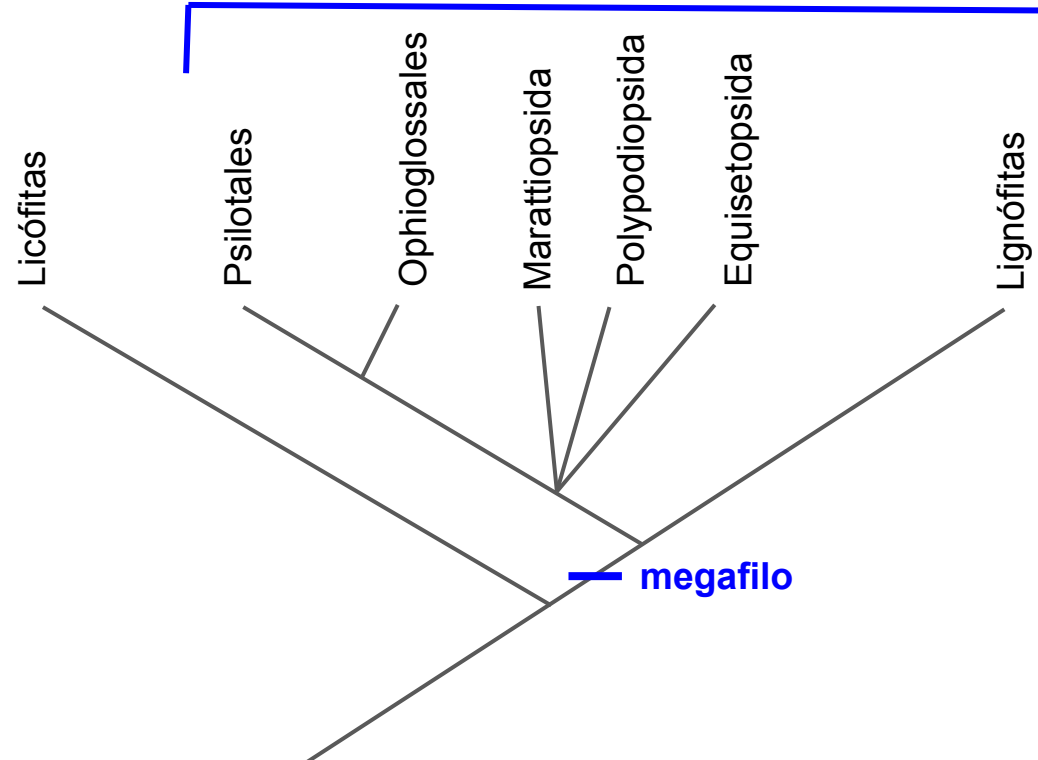 Licófitas
Psilotales
Ophioglossales
Marattiopsida
Polypodiopsida
Equisetopsida
Lignófitas
megafilo